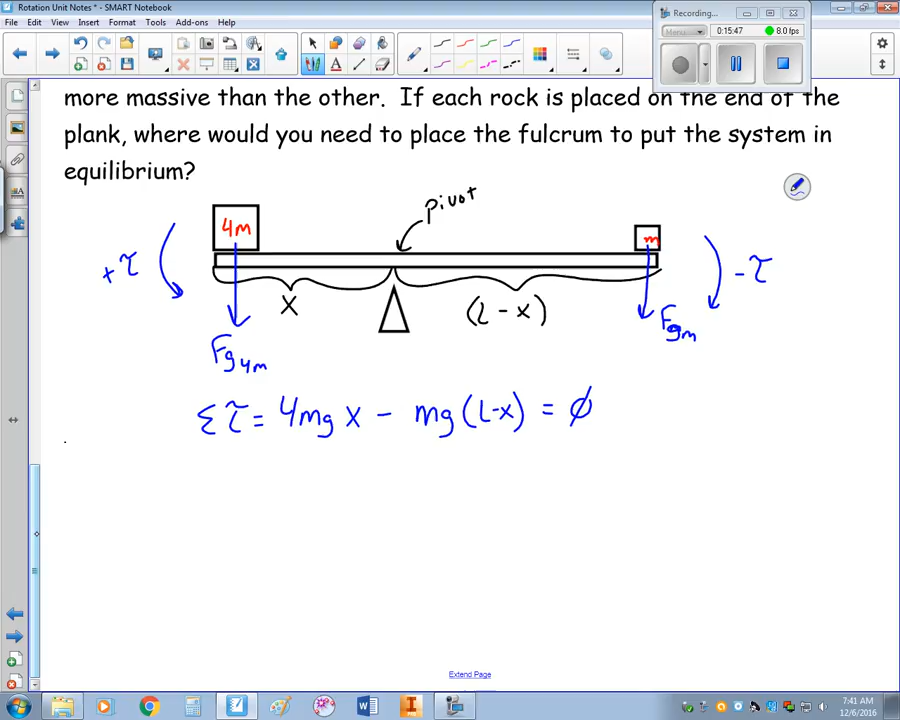 Rotation Unit Notes * - SMART Notebook
File Edit View Insert Format Tools Add-ons Help
Recording...
Menu
0:15:47
8.0 fps
more massive than the other. If each rock is placed on the end of the
plank, where would you need to place the fulcrum to put the system in
equilibrium?
pivot
4m
m
+τ
-τ
x
(L-x)
Fg4m
Fgm
Στ = 4mgx - mg(L-x) = ∅
Extend Page
7:41 AM
12/6/2016